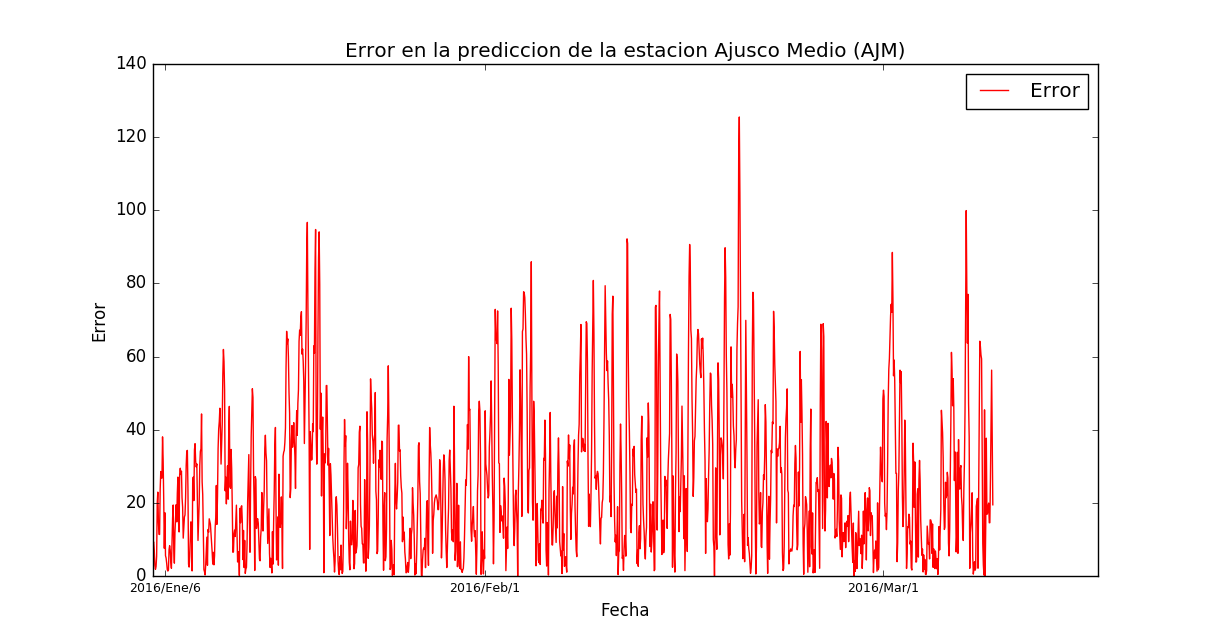 Error en la prediccion de la estacion Ajusco Medio (AJM)
140
120
100
80
60
40
20
0
Error
Error
2016/Ene/6
2016/Feb/1
2016/Mar/1
Fecha